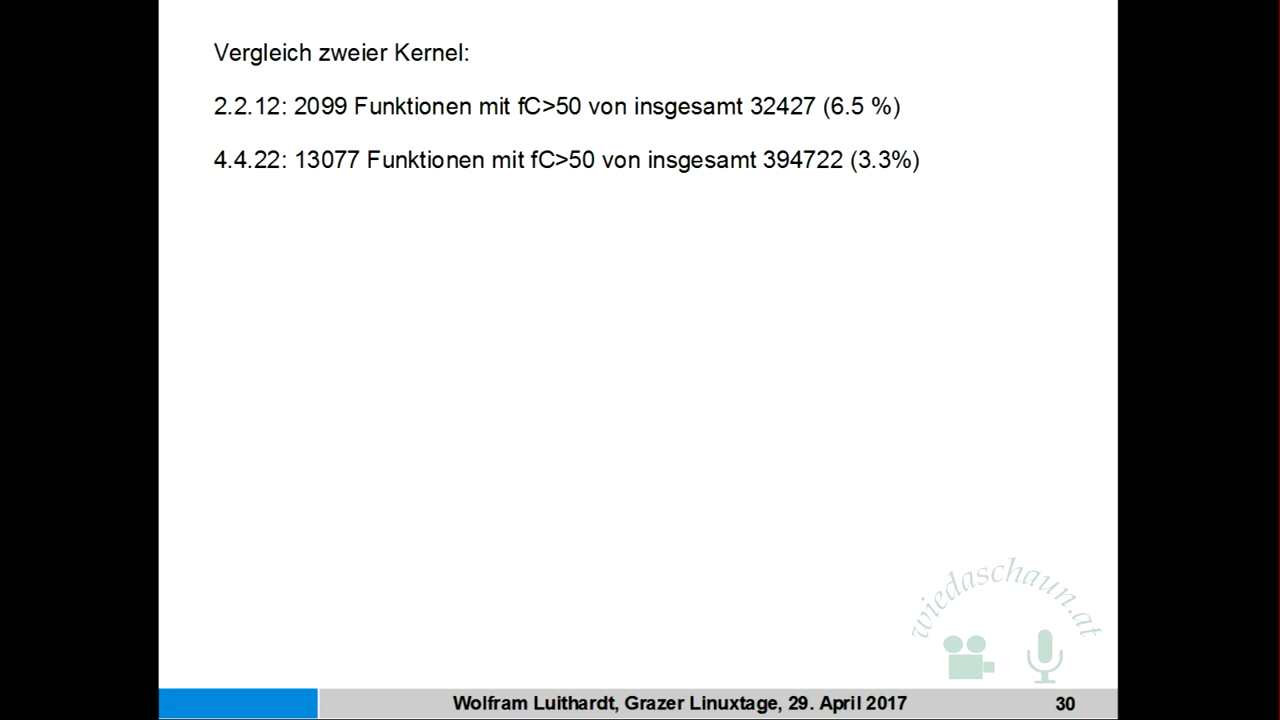 Vergleich zweier Kernel:
2.2.12: 2099 Funktionen mit fC>50 von insgesamt 32427 (6.5 %)
4.4.22: 13077 Funktionen mit fC>50 von insgesamt 394722 (3.3%)
wiedaschaun.at
Wolfram Luithardt, Grazer Linuxtage, 29. April 2017 30